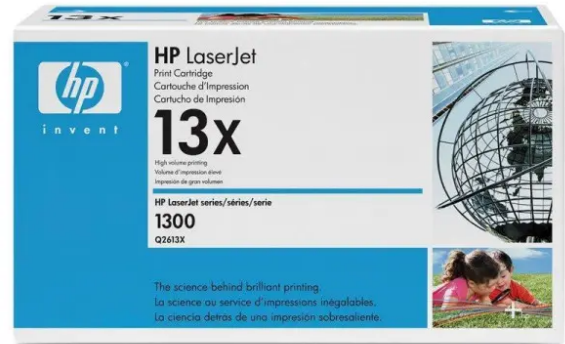 13x
hp
invent
HP LaserJet
Print Cartridge
Cartouche d'Impression
Cartucho de Impresión
13x
High volume printing
Volume d'impression élevé
Impresión de gran volumen
HP LaserJet series/séries/serie
1300
Q2613X
The science behind brilliant printing.
La science au service d'impressions inégalables.
La ciencia detrás de una impresión sobresaliente.